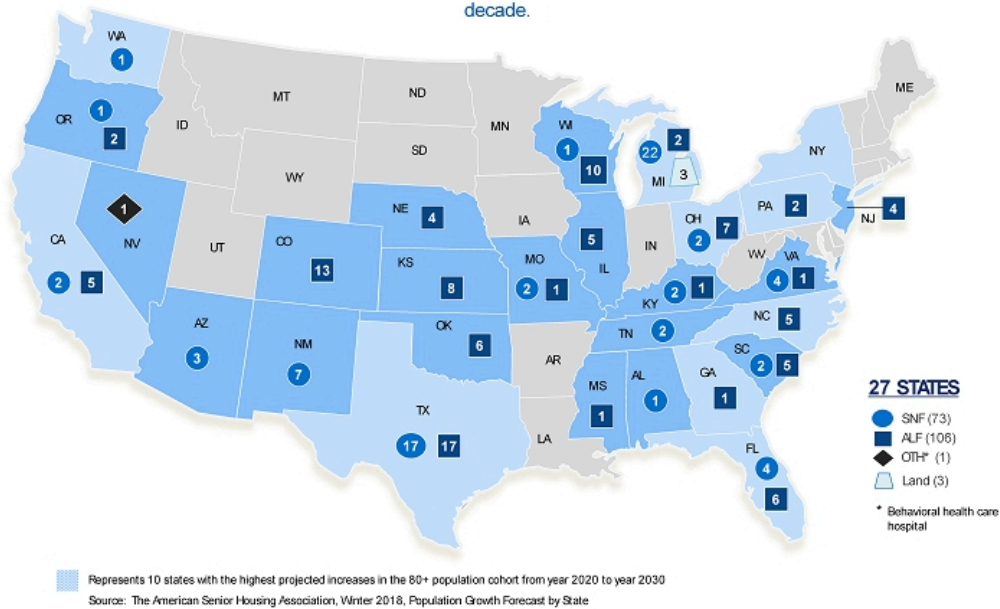 decade.
WA
1
OR
1
2
ID
MT
ND
MN
SD
WY
WI
1
10
2
22
MI
3
NY
ME
NE
4
IA
PA
2
4
NJ
NV
1
UT
CO
13
KS
8
MO
2
1
5
IL
IN
OH
7
2
WV
VA
4
1
CA
2
5
KY
2
1
AZ
3
NM
7
OK
6
AR
TN
2
NC
5
SC
2
5
MS
1
AL
1
GA
1
TX
17
17
LA
FL
4
6
27 STATES
SNF (73)
ALF (106)
OTH* (1)
Land (3)
* Behavioral health care
hospital
Represents 10 states with the highest projected increases in the 80+ population cohort from year 2020 to year 2030
Source: The American Senior Housing Association, Winter 2018, Population Growth Forecast by State